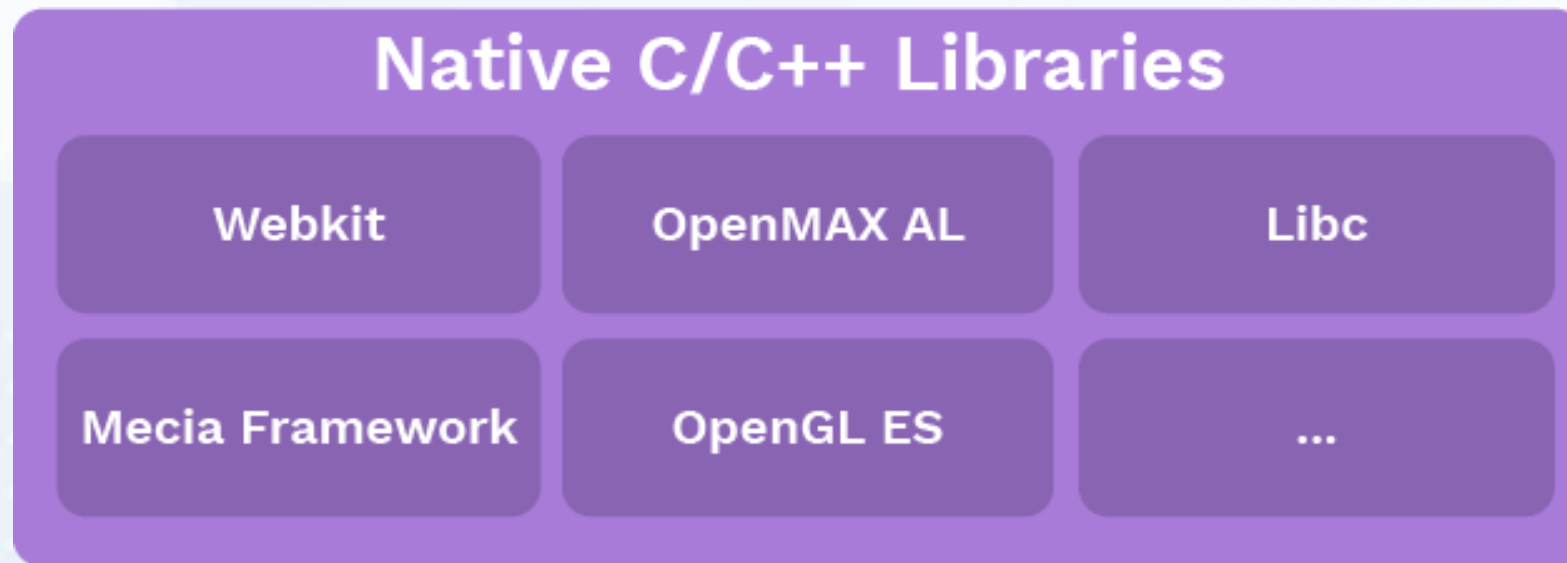 Native C/C++ Libraries
Webkit
OpenMAX AL
Libc
Mecia Framework
OpenGL ES
...